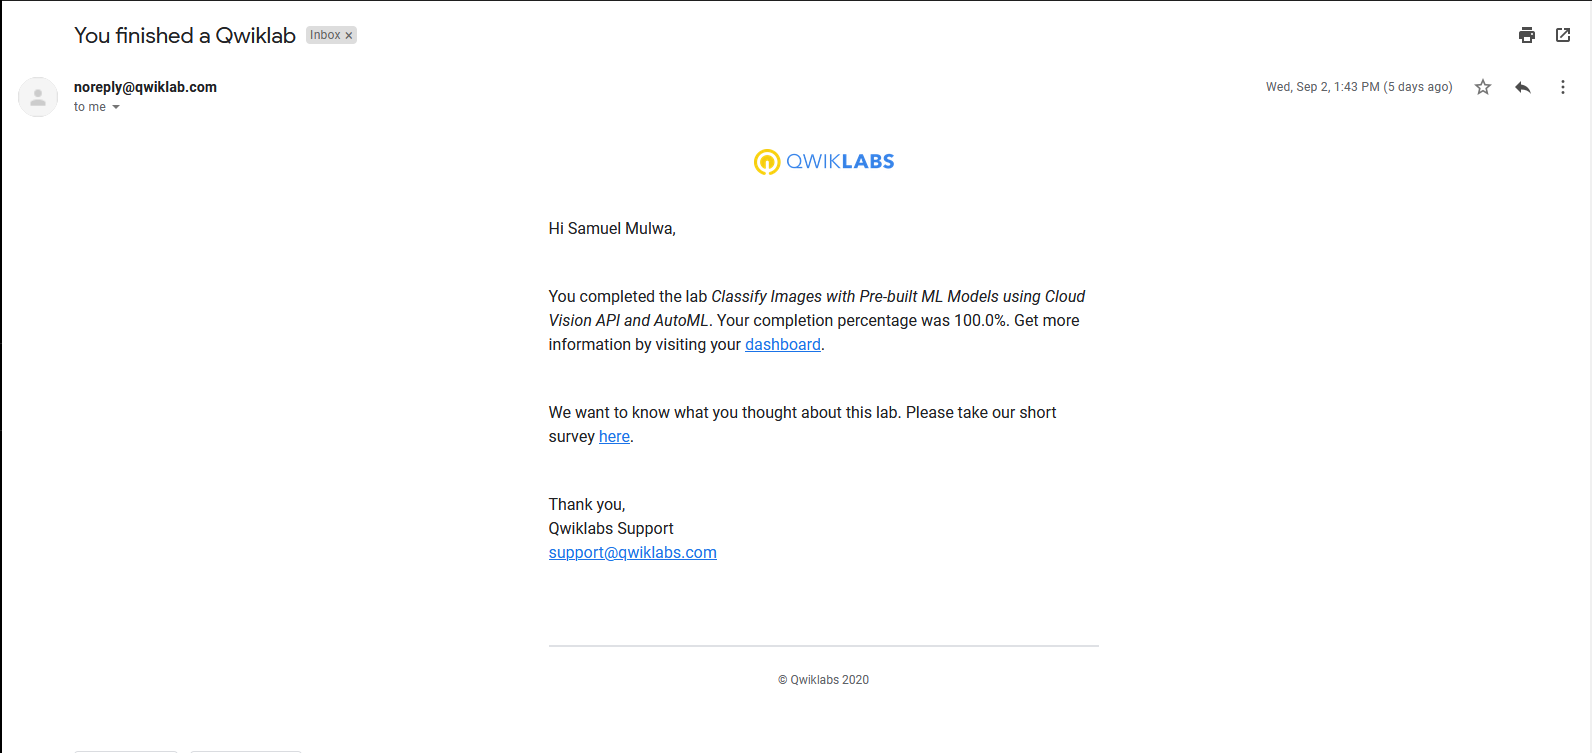 You finished a Qwiklab Inbox ×
noreply@qwiklab.com
Wed, Sep 2, 1:43 PM (5 days ago)
to me
QWIKLABS
Hi Samuel Mulwa,
You completed the lab Classify Images with Pre-built ML Models using Cloud
Vision API and AutoML. Your completion percentage was 100.0%. Get more
information by visiting your dashboard.
We want to know what you thought about this lab. Please take our short
survey here.
Thank you,
Qwiklabs Support
support@qwiklabs.com
© Qwiklabs 2020